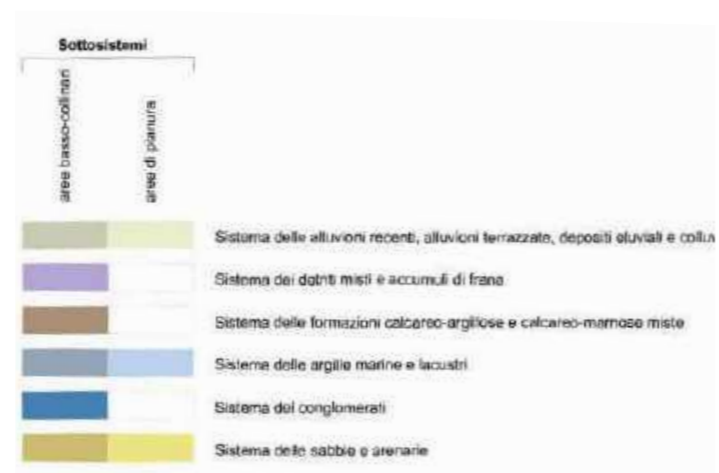 Sottosistemi
aree basso-collinari
aree di pianura
Sistema delle alluvioni recenti, alluvioni terrazzate, depositi eluviali e colluv
Sistema dei detriti misti e accumuli di frana
Sistema delle formazioni calcareo-argillose e calcareo-marnose miste
Sistema delle argille marine e lacustri
Sistema dei conglomerati
Sistema delle sabbie e arenarie